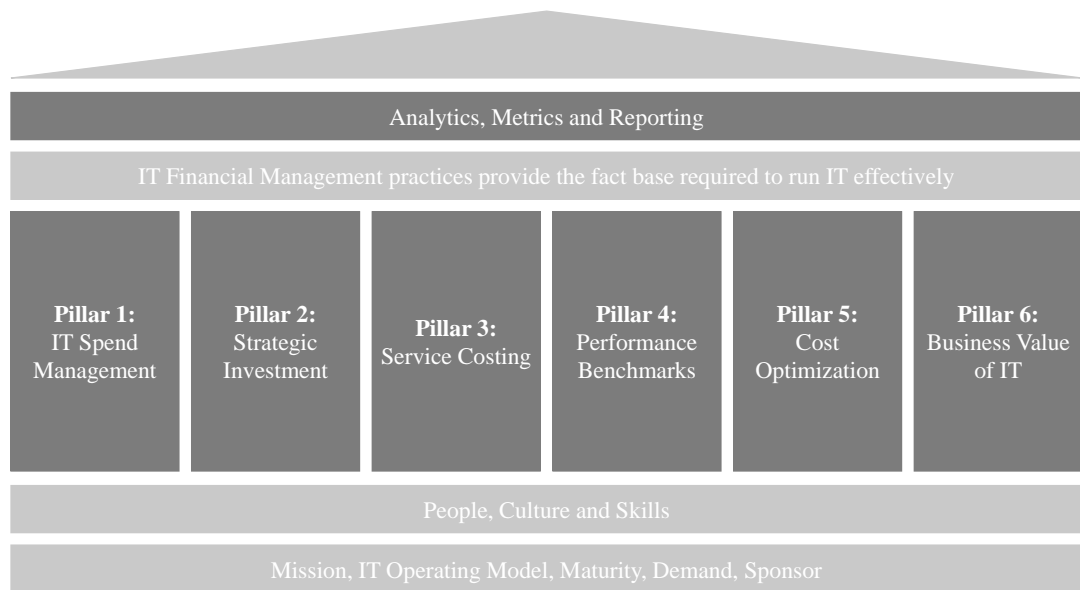 Analytics, Metrics and Reporting
IT Financial Management practices provide the fact base required to run IT effectively
Pillar 1:
IT Spend
Management
Pillar 2:
Strategic
Investment
Pillar 3:
Service Costing
Pillar 4:
Performance
Benchmarks
Pillar 5:
Cost
Optimization
Pillar 6:
Business Value
of IT
People, Culture and Skills
Mission, IT Operating Model, Maturity, Demand, Sponsor